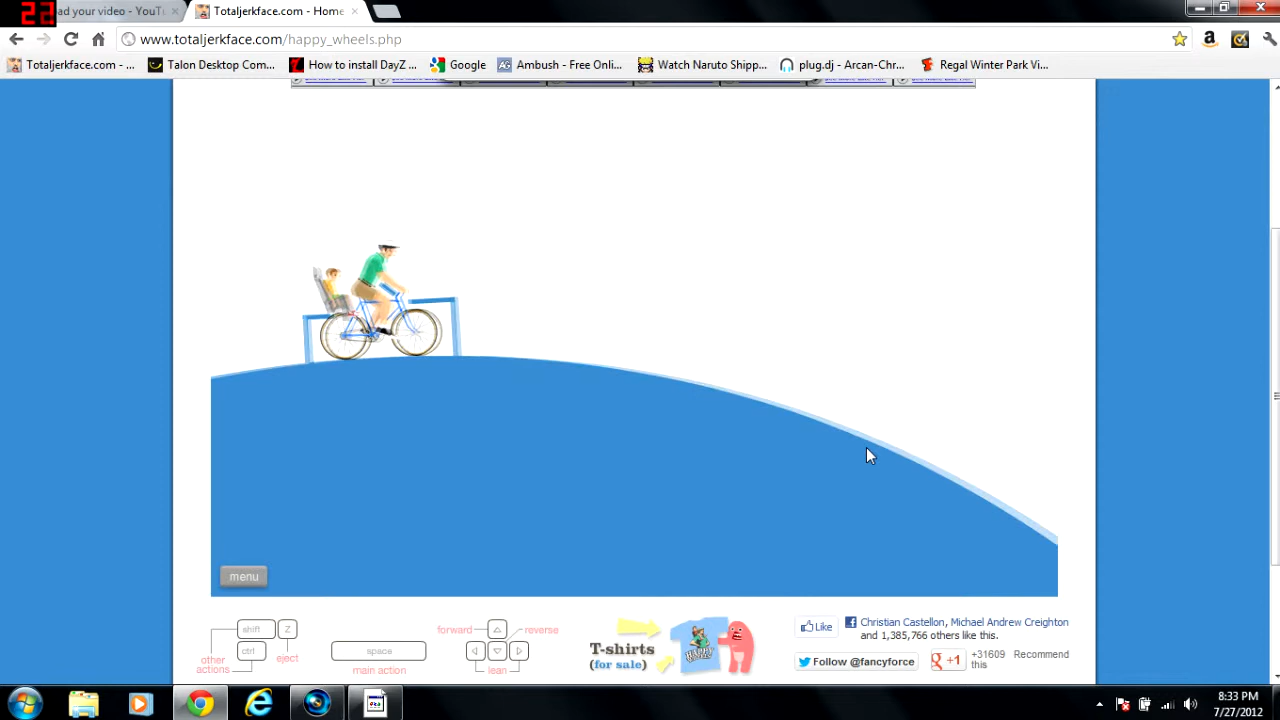 22
oad your video - YouTu
Totaljerkface.com - Home
www.totaljerkface.com/happy_wheels.php
Totaljerkface.com - ...
Talon Desktop Com...
How to install DayZ ...
Google
Ambush - Free Onli...
Watch Naruto Shipp...
plug.dj - Arcan-Chr...
Regal Winter Park Vi...
menu
shift
Z
ctrl
other
actions
eject
space
main action
forward
reverse
lean
T-shirts
(for sale)
HAPPY
WHEELS
Like
Christian Castellon, Michael Andrew Creighton
and 1,385,766 others like this.
Follow @fancyforce
+1
+31609 Recommend
this
8:33 PM
7/27/2012